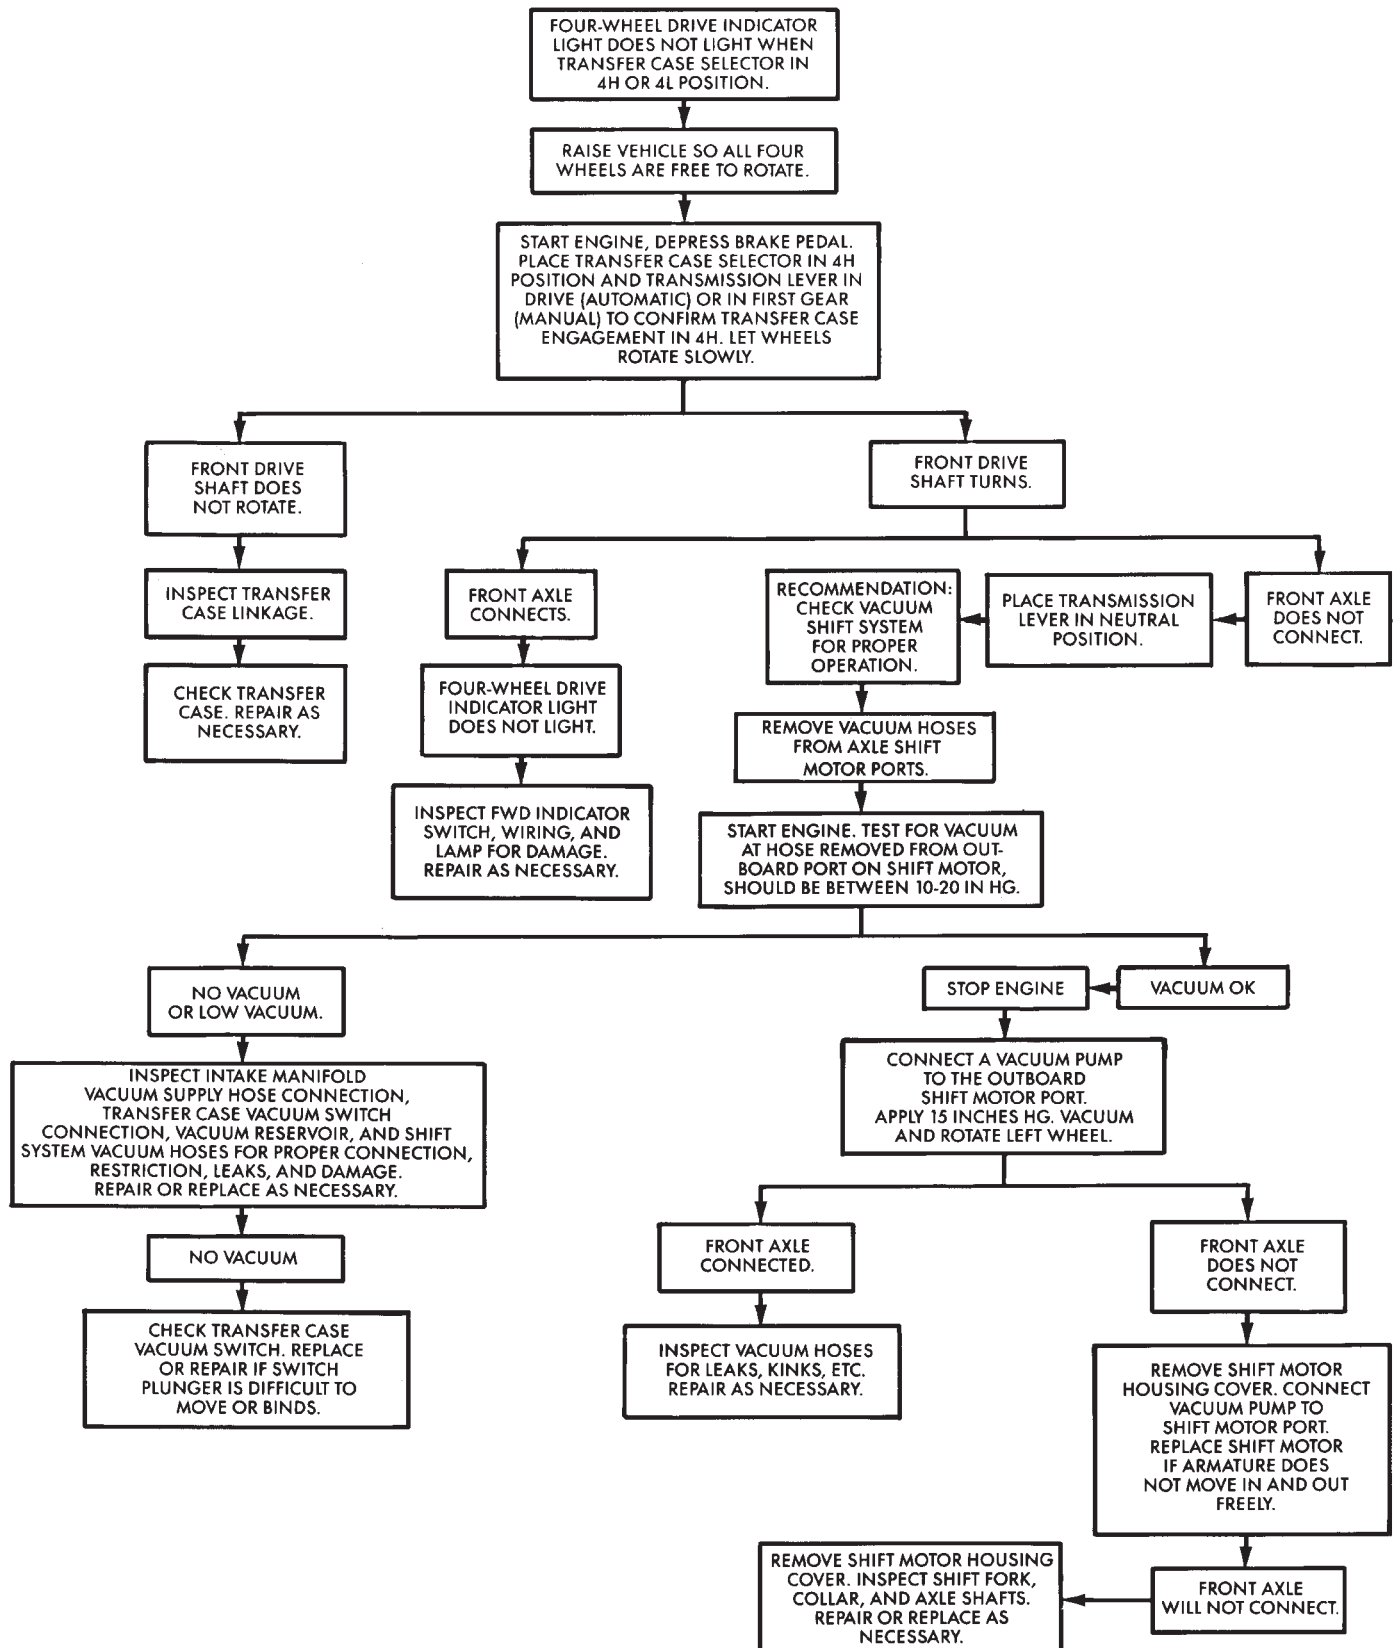 FOUR-WHEEL DRIVE INDICATOR
LIGHT DOES NOT LIGHT WHEN
TRANSFER CASE SELECTOR IN
4H OR 4L POSITION.
RAISE VEHICLE SO ALL FOUR
WHEELS ARE FREE TO ROTATE.
START ENGINE, DEPRESS BRAKE PEDAL.
PLACE TRANSFER CASE SELECTOR IN 4H
POSITION AND TRANSMISSION LEVER IN
DRIVE (AUTOMATIC) OR IN FIRST GEAR
(MANUAL) TO CONFIRM TRANSFER CASE
ENGAGEMENT IN 4H. LET WHEELS
ROTATE SLOWLY.
FRONT DRIVE
SHAFT DOES
NOT ROTATE.
INSPECT TRANSFER
CASE LINKAGE.
CHECK TRANSFER
CASE. REPAIR AS
NECESSARY.
FRONT DRIVE
SHAFT TURNS.
FRONT AXLE
CONNECTS.
FOUR-WHEEL DRIVE
INDICATOR LIGHT
DOES NOT LIGHT.
INSPECT FWD INDICATOR
SWITCH, WIRING, AND
LAMP FOR DAMAGE.
REPAIR AS NECESSARY.
FRONT AXLE
DOES NOT
CONNECT.
PLACE TRANSMISSION
LEVER IN NEUTRAL
POSITION.
RECOMMENDATION:
CHECK VACUUM
SHIFT SYSTEM
FOR PROPER
OPERATION.
REMOVE VACUUM HOSES
FROM AXLE SHIFT
MOTOR PORTS.
START ENGINE. TEST FOR VACUUM
AT HOSE REMOVED FROM OUT-
BOARD PORT ON SHIFT MOTOR,
SHOULD BE BETWEEN 10-20 IN HG.
NO VACUUM
OR LOW VACUUM.
INSPECT INTAKE MANIFOLD
VACUUM SUPPLY HOSE CONNECTION,
TRANSFER CASE VACUUM SWITCH
CONNECTION, VACUUM RESERVOIR, AND SHIFT
SYSTEM VACUUM HOSES FOR PROPER CONNECTION,
RESTRICTION, LEAKS, AND DAMAGE.
REPAIR OR REPLACE AS NECESSARY.
NO VACUUM
CHECK TRANSFER CASE
VACUUM SWITCH. REPLACE
OR REPAIR IF SWITCH
PLUNGER IS DIFFICULT TO
MOVE OR BINDS.
VACUUM OK
STOP ENGINE
CONNECT A VACUUM PUMP
TO THE OUTBOARD
SHIFT MOTOR PORT.
APPLY 15 INCHES HG. VACUUM
AND ROTATE LEFT WHEEL.
FRONT AXLE
CONNECTED.
INSPECT VACUUM HOSES
FOR LEAKS, KINKS, ETC.
REPAIR AS NECESSARY.
FRONT AXLE
DOES NOT
CONNECT.
REMOVE SHIFT MOTOR
HOUSING COVER. CONNECT
VACUUM PUMP TO
SHIFT MOTOR PORT.
REPLACE SHIFT MOTOR
IF ARMATURE DOES
NOT MOVE IN AND OUT
FREELY.
FRONT AXLE
WILL NOT CONNECT.
REMOVE SHIFT MOTOR HOUSING
COVER. INSPECT SHIFT FORK,
COLLAR, AND AXLE SHAFTS.
REPAIR OR REPLACE AS
NECESSARY.